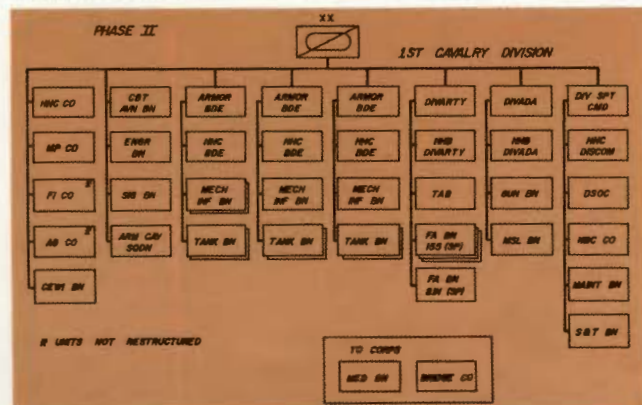 PHASE II
XX
1ST CAVALRY DIVISION
HHC CO
MP CO
FI CO #
AG CO #
CEWI BN
CBT
AVN BN
ENGR
BN
SIG BN
ARM CAV
SQDN
ARMOR
BDE
HHC
BDE
MECH
INF BN
TANK BN
ARMOR
BDE
HHC
BDE
MECH
INF BN
TANK BN
ARMOR
BDE
HHC
BDE
MECH
INF BN
TANK BN
DIVARTY
HHB
DIVARTY
TAB
FA BN
155 (SP)
FA BN
8IN (SP)
DIVADA
HHB
DIVADA
GUN BN
MSL BN
DIV SPT
CMD
HHC
DISCOM
DSOC
NBC CO
MAINT BN
S&T BN
# UNITS NOT RESTRUCTURED
TO CORPS
MED BN
BRIDGE CO